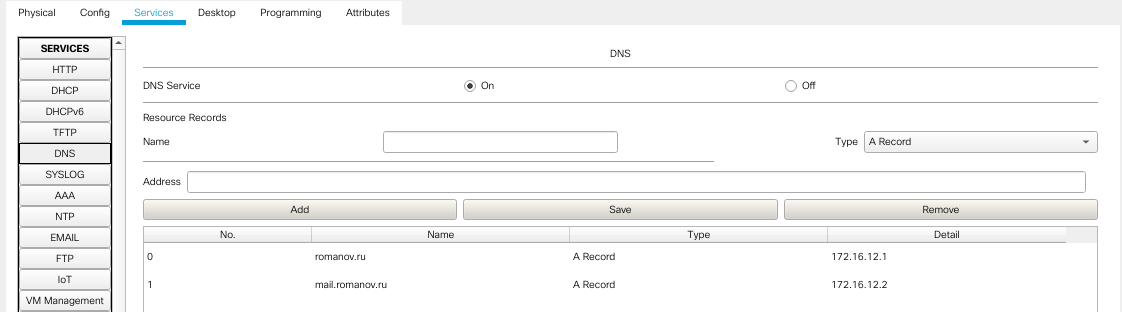 Physical Config Services Desktop Programming Attributes
SERVICES
HTTP
DHCP
DHCPv6
TFTP
DNS
SYSLOG
AAA
NTP
EMAIL
FTP
IoT
VM Management
DNS
DNS Service On Off
Resource Records
Name Type A Record
Address
Add Save Remove
No. Name Type Detail
0 romanov.ru A Record 172.16.12.1
1 mail.romanov.ru A Record 172.16.12.2